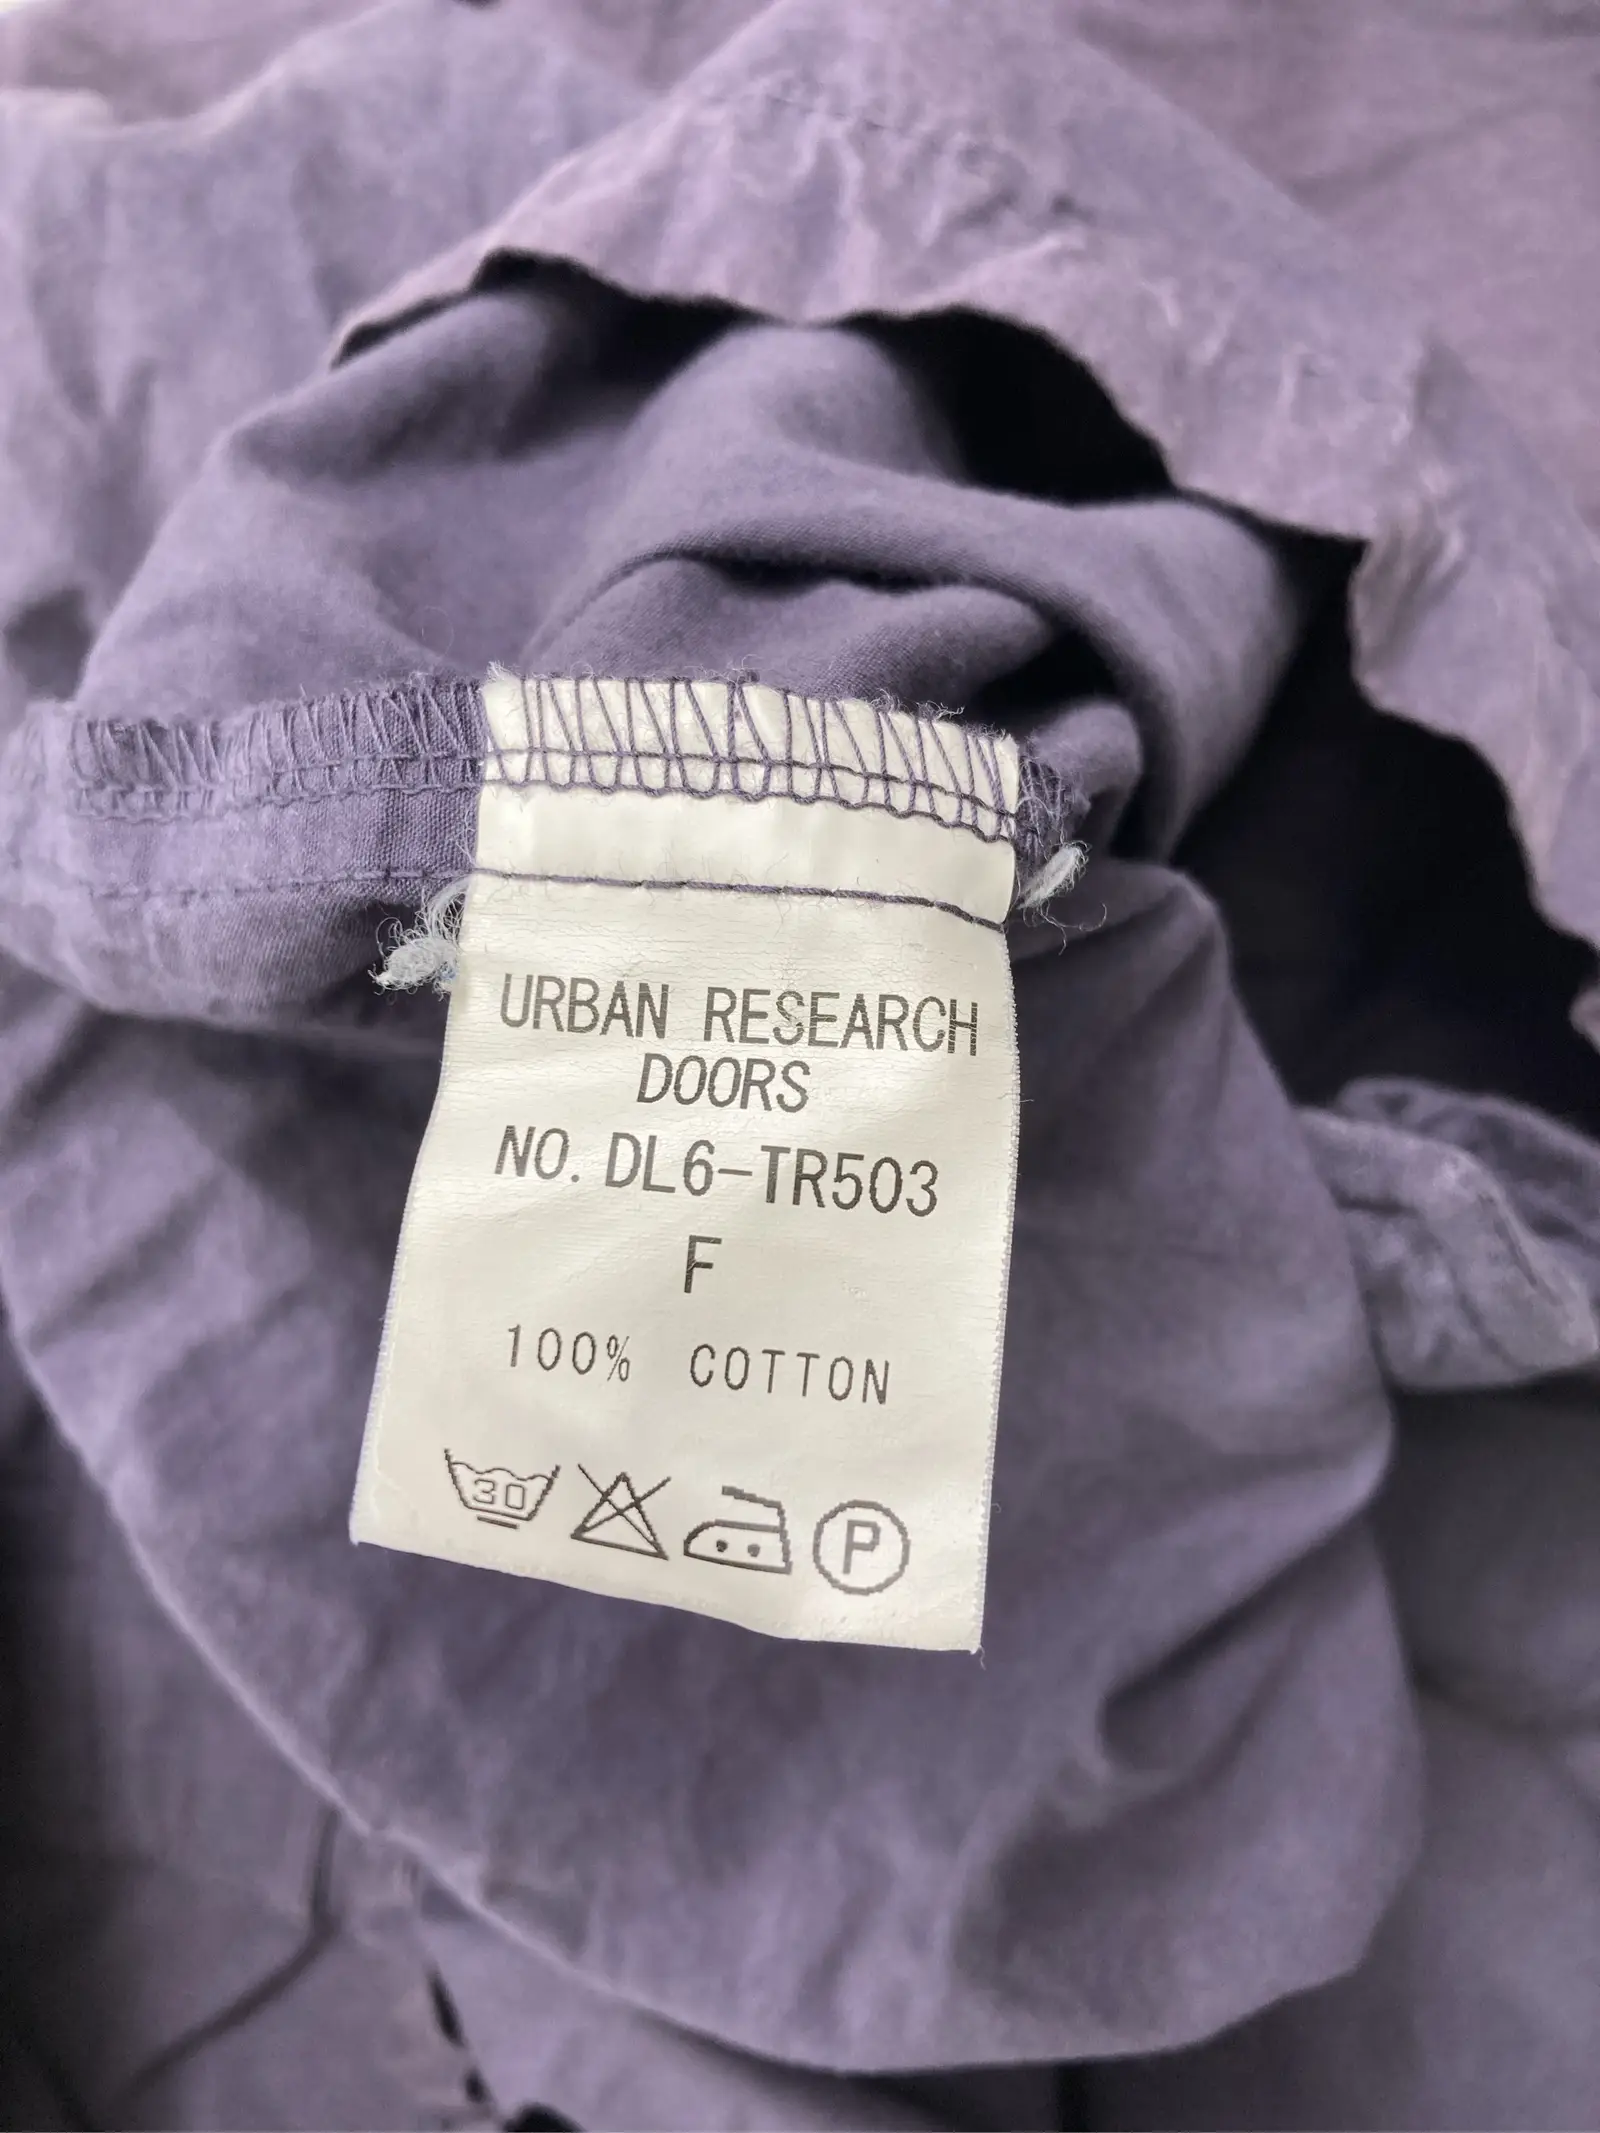 URBAN RESEARCH
DOORS
NO. DL6-TR503
F
100% COTTON
30 P